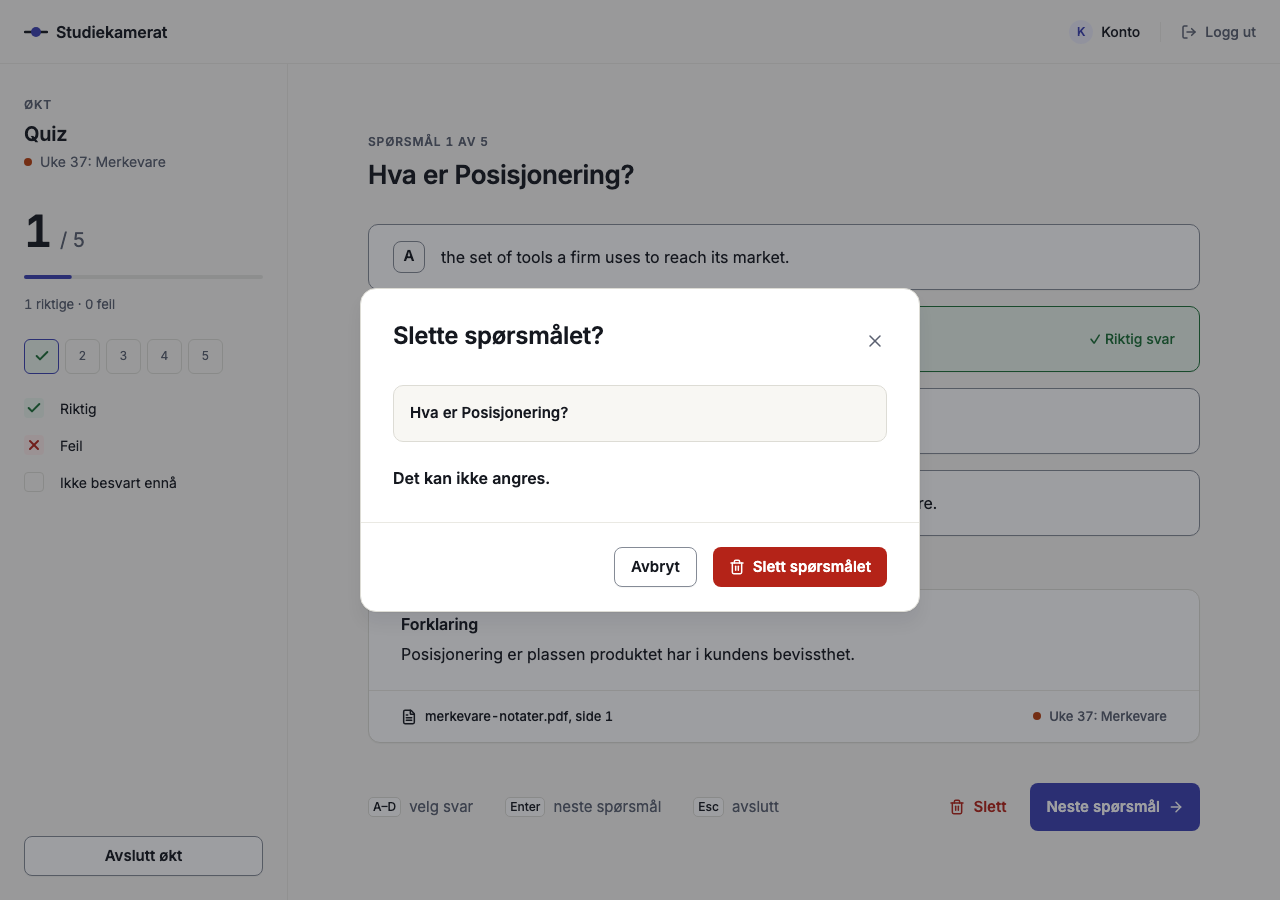 Studiekamerat
K Konto
Logg ut
ØKT
Quiz
Uke 37: Merkevare
1 / 5
1 riktige · 0 feil
2 3 4 5
Riktig
Feil
Ikke besvart ennå
Avslutt økt
SPØRSMÅL 1 AV 5
Hva er Posisjonering?
A the set of tools a firm uses to reach its market.
Riktig svar
re.
Slette spørsmålet?
Hva er Posisjonering?
Det kan ikke angres.
Avbryt
Slett spørsmålet
Forklaring
Posisjonering er plassen produktet har i kundens bevissthet.
merkevare-notater.pdf, side 1
Uke 37: Merkevare
A–D velg svar
Enter neste spørsmål
Esc avslutt
Slett
Neste spørsmål